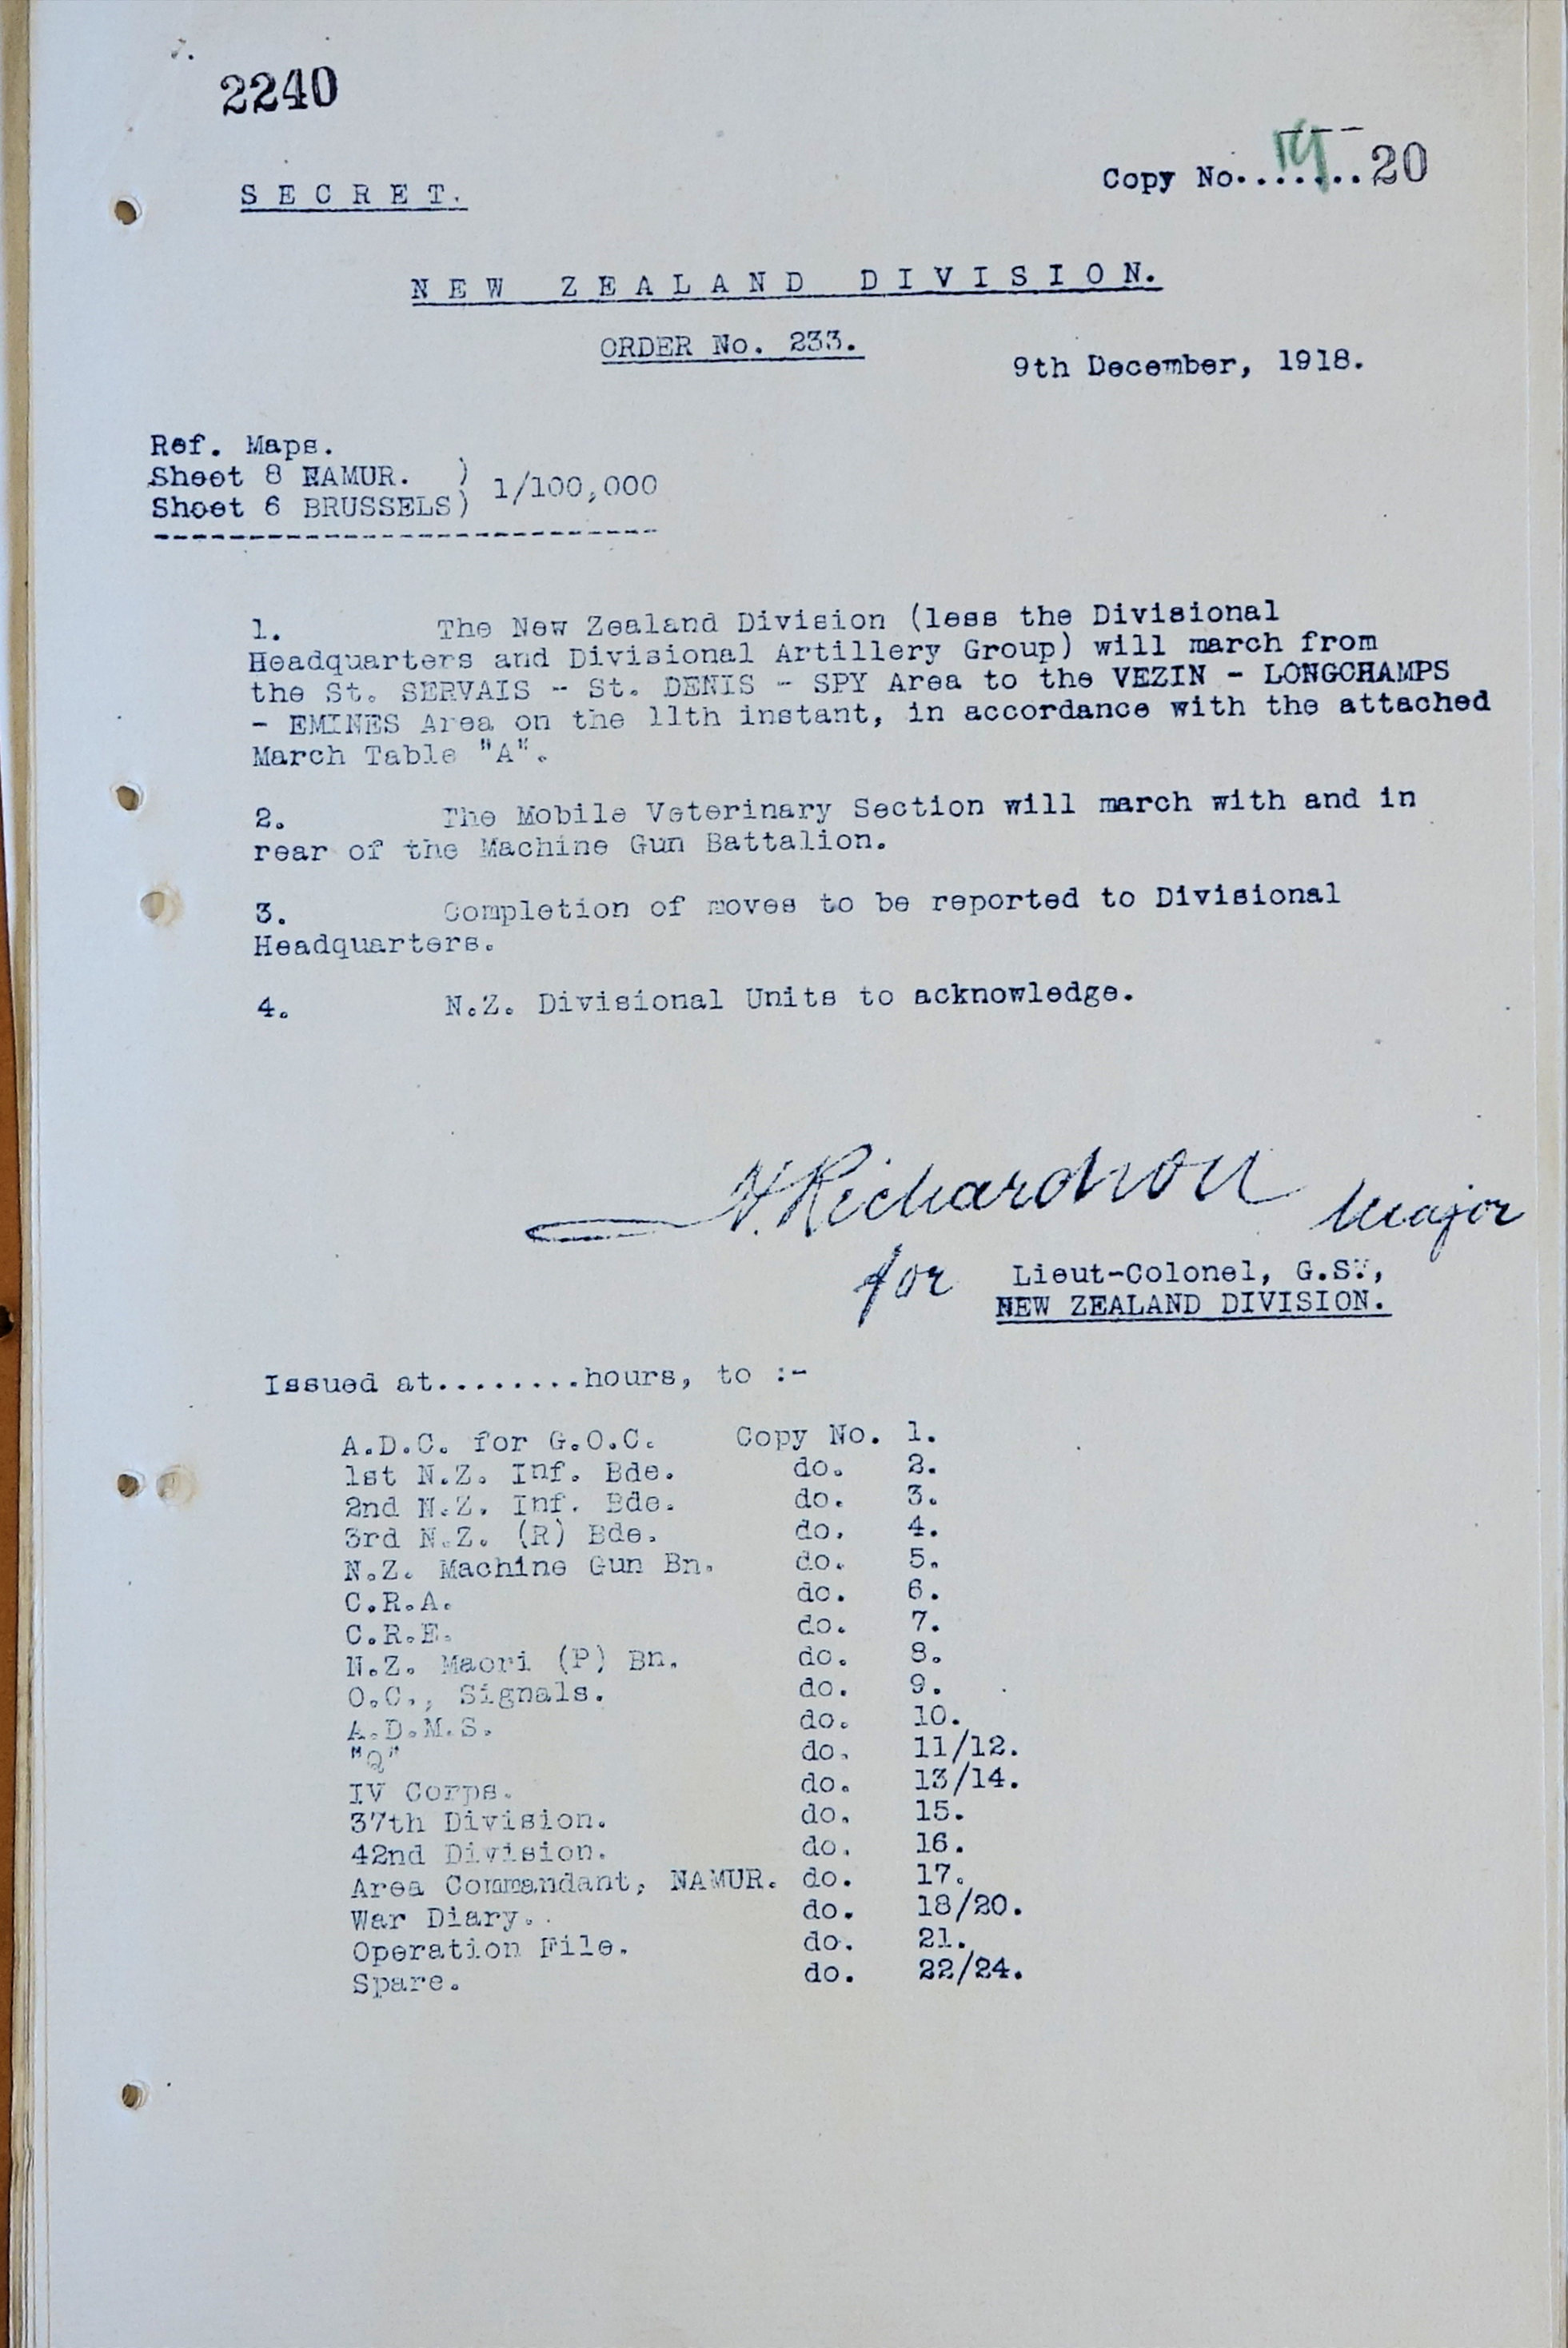 2240
Copy No.......20
S E C R E T.
N E W   Z E A L A N D   D I V I S I O N.
ORDER No. 233.
9th December, 1918.
Ref. Maps.
Sheet 8 NAMUR. )
Sheet 6 BRUSSELS) 1/100,000
1. The New Zealand Division (less the Divisional
Headquarters and Divisional Artillery Group) will march from
the St. SERVAIS - St. DENIS - SPY Area to the VEZIN - LONGCHAMPS
- EMINES Area on the 11th instant, in accordance with the attached
March Table "A".
2. The Mobile Veterinary Section will march with and in
rear of the Machine Gun Battalion.
3. Completion of moves to be reported to Divisional
Headquarters.
4. N.Z. Divisional Units to acknowledge.
Richardson Major
for Lieut-Colonel, G.S.,
NEW ZEALAND DIVISION.
Issued at.........hours, to :-
A.D.C. for G.O.C. Copy No. 1.
1st N.Z. Inf. Bde. do. 2.
2nd N.Z. Inf. Bde. do. 3.
3rd N.Z. (R) Bde. do. 4.
N.Z. Machine Gun Bn. do. 5.
C.R.A. do. 6.
C.R.E. do. 7.
N.Z. Maori (P) Bn. do. 8.
O.C., Signals. do. 9.
A.D.M.S. do. 10.
"Q" do. 11/12.
IV Corps. do. 13/14.
37th Division. do. 15.
42nd Division. do. 16.
Area Commandant, NAMUR. do. 17.
War Diary. do. 18/20.
Operation File. do. 21.
Spare. do. 22/24.